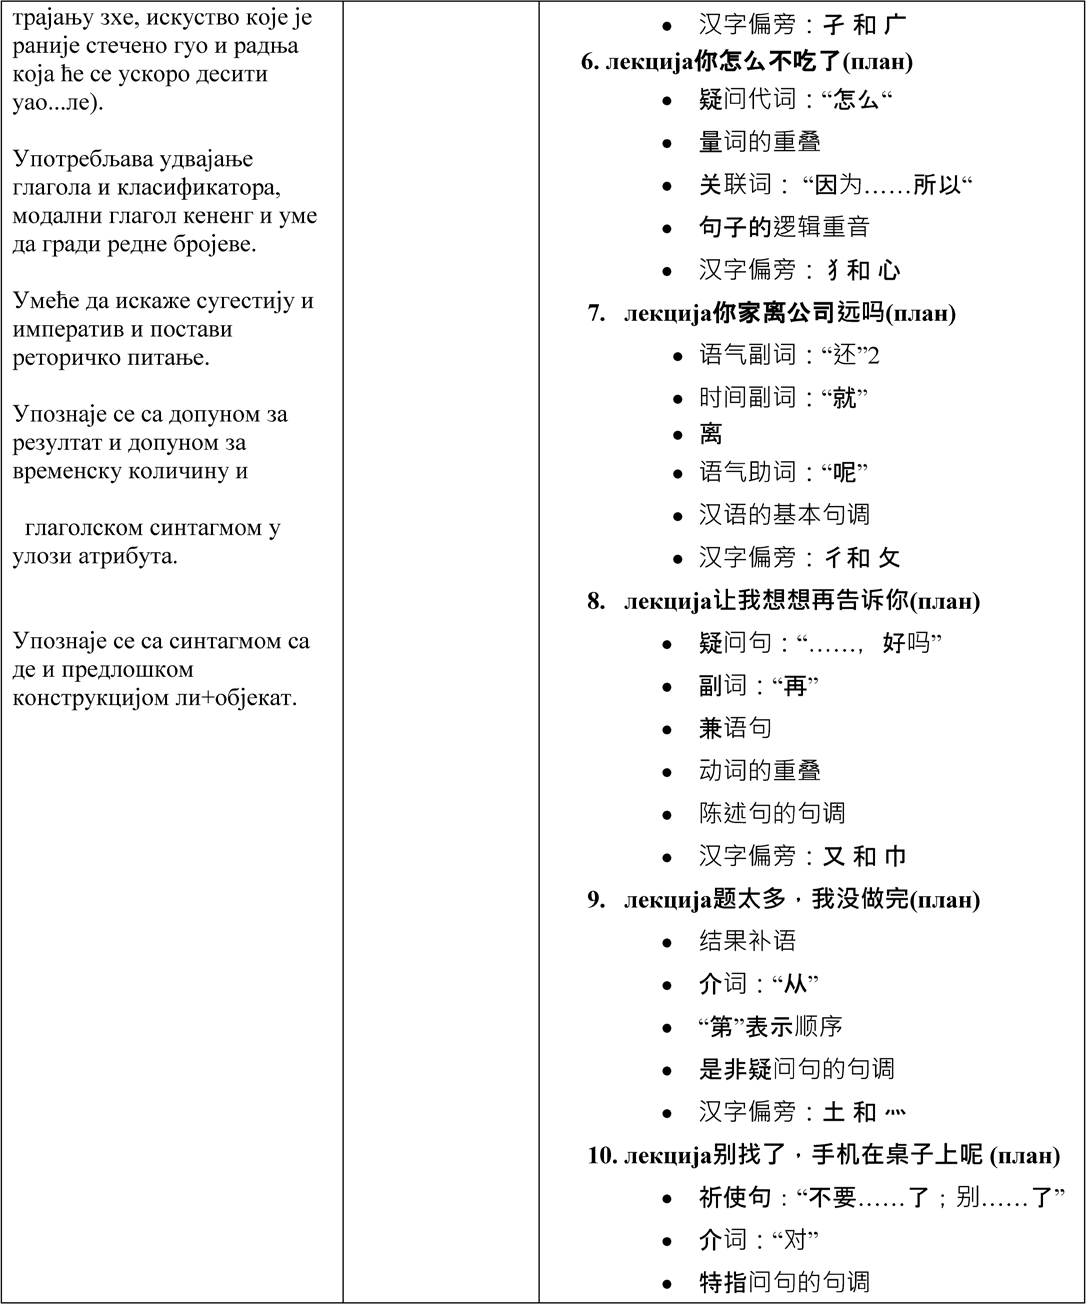 трајању зхе, искуство које је
раније стечено гуо и радња
која ће се ускоро десити
уао...ле).
Употребљава удвајање
глагола и класификатора,
модални глагол кененг и уме
да гради редне бројеве.
Умеће да искаже сугестију и
императив и постави
реторичко питање.
Упознаје се са допуном за
резултат и допуном за
временску количину и
глаголском синтагмом у
улози атрибута.
Упознаје се са синтагмом са
де и предлошком
конструкцијом ли+објекат.
• 汉字偏旁：孑 和 广
6. лекција你怎么不吃了(план)
• 疑问代词：“怎么“
• 量词的重叠
• 关联词： “因为……所以“
• 句子的逻辑重音
• 汉字偏旁：犭和 心
7. лекција你家离公司远吗(план)
• 语气副词：“还”2
• 时间副词：“就”
• 离
• 语气助词：“呢”
• 汉语的基本句调
• 汉字偏旁：彳和 攵
8. лекција让我想想再告诉你(план)
• 疑问句：“……，好吗”
• 副词：“再”
• 兼语句
• 动词的重叠
• 陈述句的句调
• 汉字偏旁：又 和 巾
9. лекција题太多，我没做完(план)
• 结果补语
• 介词：“从”
• “第”表示顺序
• 是非疑问句的句调
• 汉字偏旁：土 和 灬
10. лекција别找了，手机在桌子上呢 (план)
• 祈使句：“不要……了；别……了”
• 介词：“对”
• 特指问句的句调